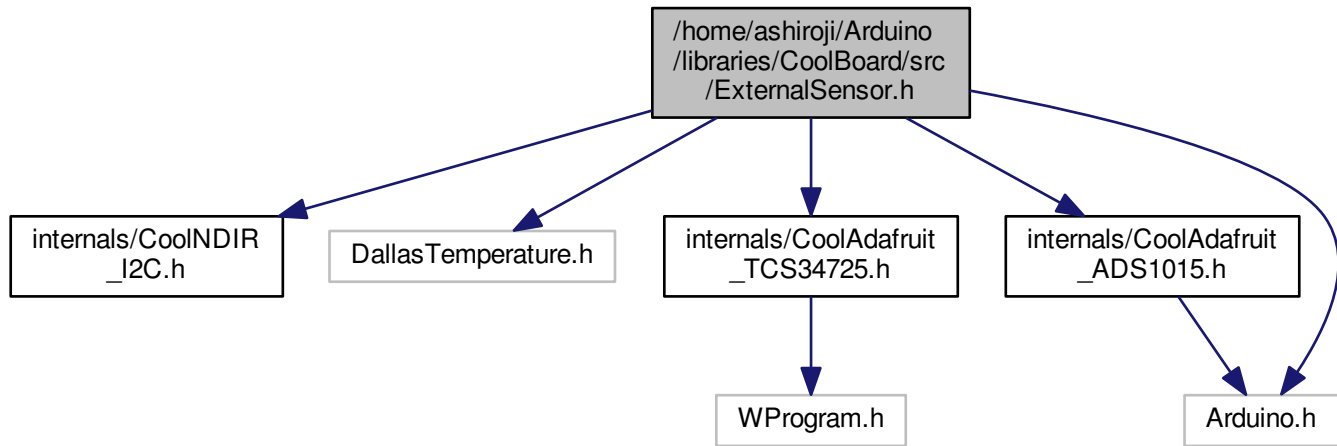 /home/ashiroji/Arduino
/libraries/CoolBoard/src
/ExternalSensor.h
internals/CoolNDIR
_I2C.h
DallasTemperature.h
internals/CoolAdafruit
_TCS34725.h
internals/CoolAdafruit
_ADS1015.h
WProgram.h
Arduino.h